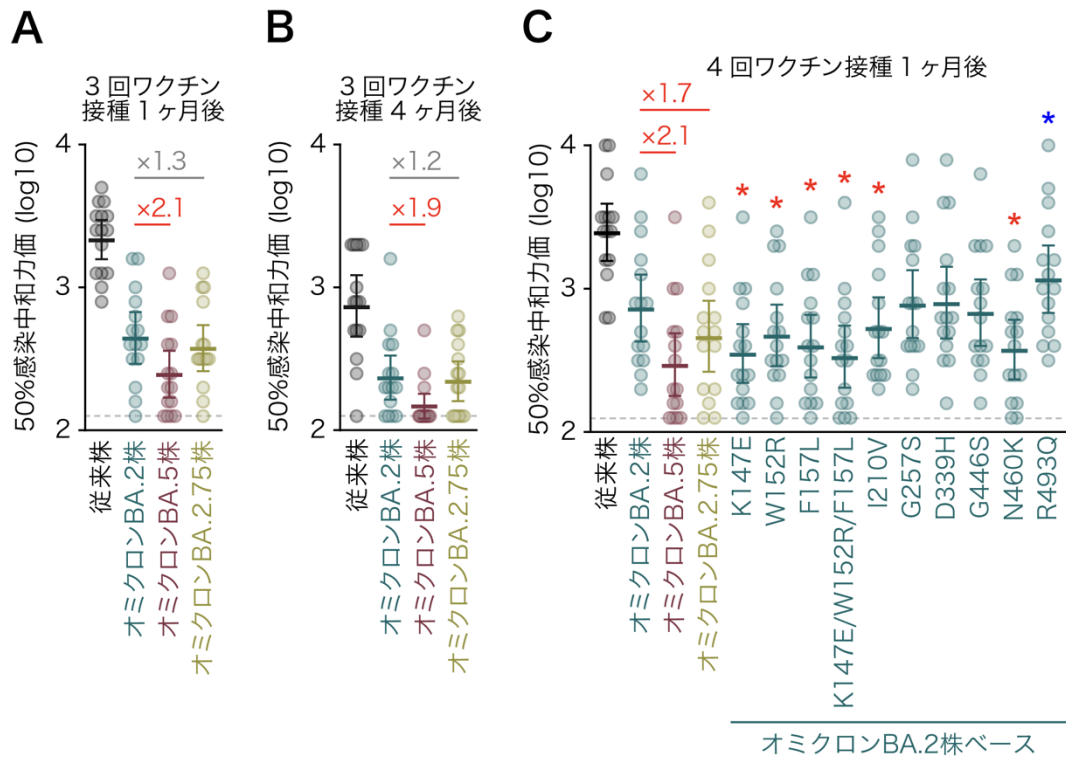 A
3回ワクチン
接種1ヶ月後
50%感染中和力価 (log10)
4
3
2
×1.3
×2.1
従来株
オミクロンBA.2株
オミクロンBA.5株
オミクロンBA.2.75株
B
3回ワクチン
接種4ヶ月後
50%感染中和力価 (log10)
4
3
2
×1.2
×1.9
従来株
オミクロンBA.2株
オミクロンBA.5株
オミクロンBA.2.75株
C
4回ワクチン接種1ヶ月後
50%感染中和力価 (log10)
4
3
2
×1.7
×2.1
* * * * * * *
従来株
オミクロンBA.2株
オミクロンBA.5株
オミクロンBA.2.75株
K147E
W152R
F157L
K147E/W152R/F157L
I210V
G257S
D339H
G446S
N460K
R493Q
オミクロンBA.2株ベース